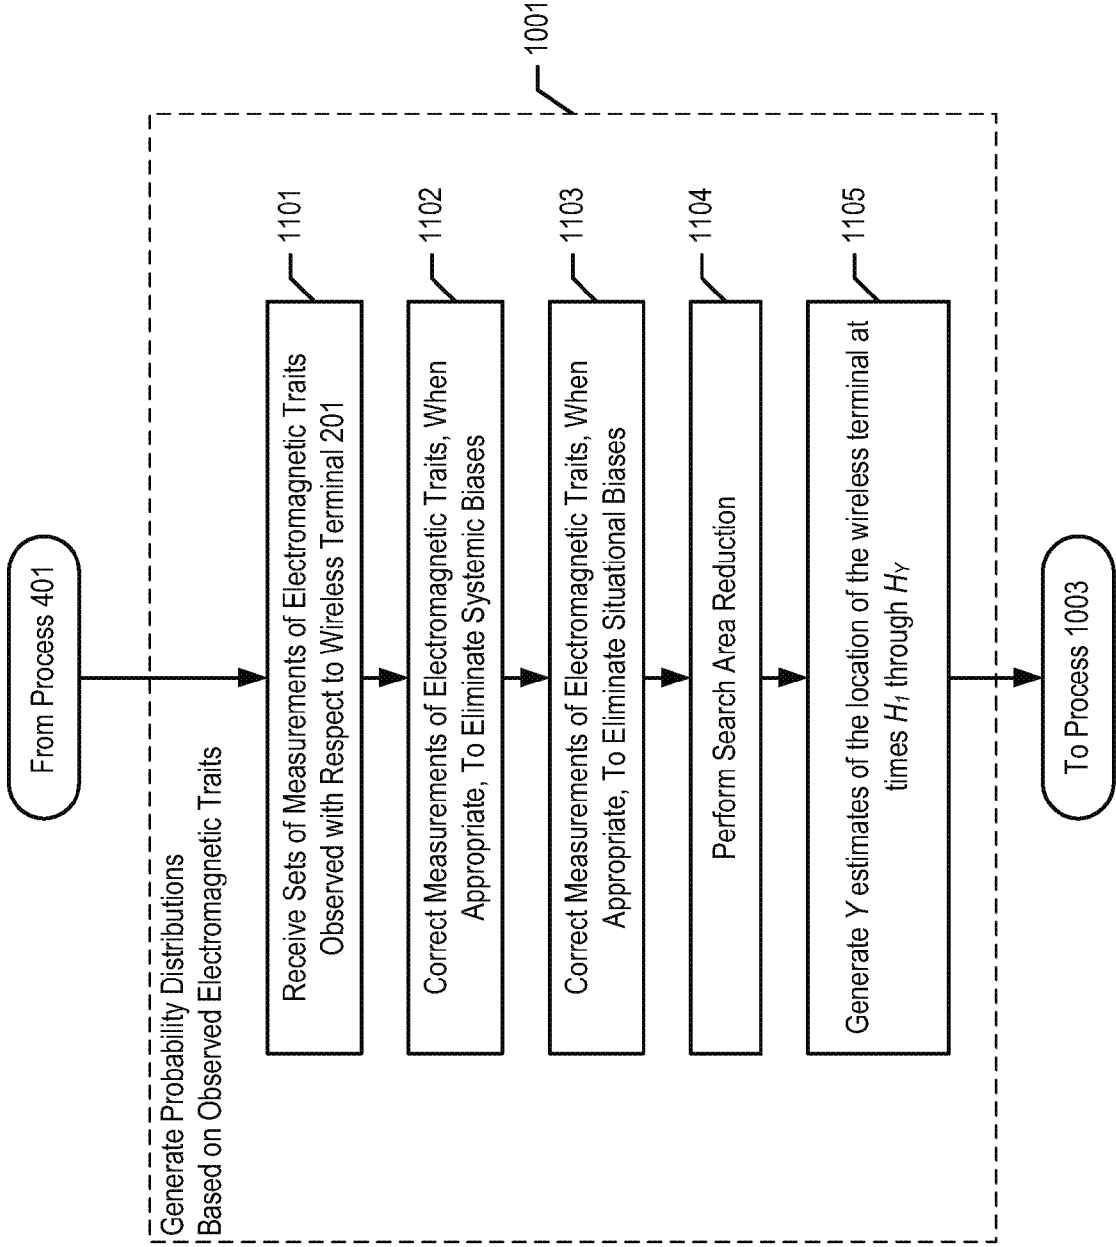 From Process 401
1001
Generate Probability Distributions
Based on Observed Electromagnetic Traits
1101
Receive Sets of Measurements of Electromagnetic Traits
Observed with Respect to Wireless Terminal 201
1102
Correct Measurements of Electromagnetic Traits, When
Appropriate, To Eliminate Systemic Biases
1103
Correct Measurements of Electromagnetic Traits, When
Appropriate, To Eliminate Situational Biases
1104
Perform Search Area Reduction
1105
Generate Y estimates of the location of the wireless terminal at
times H1 through HY
To Process 1003